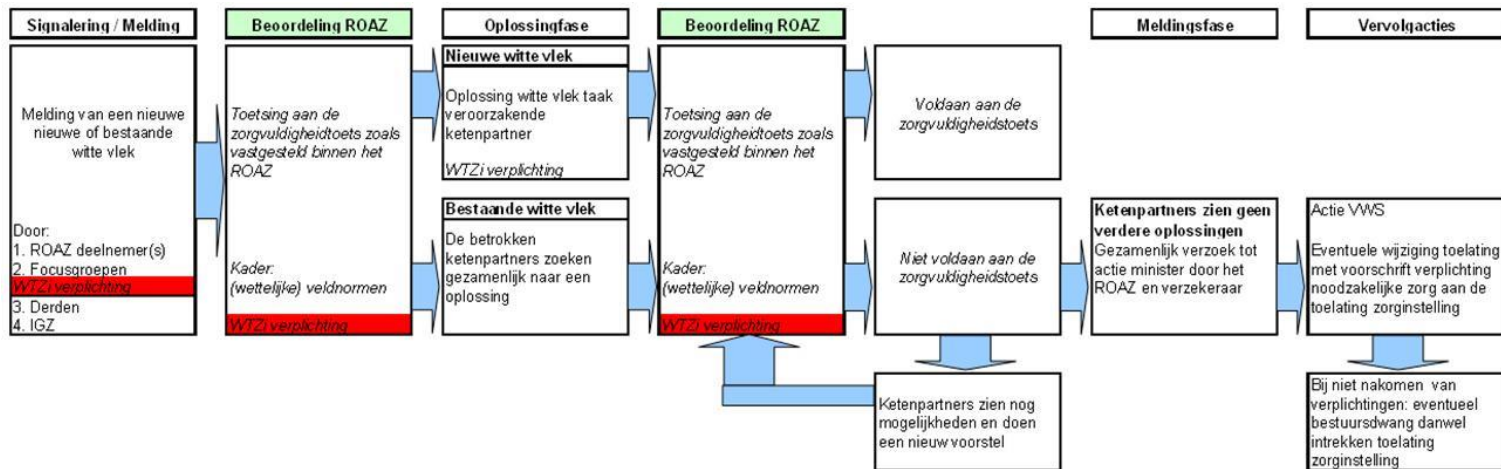 Signalering / Melding
Melding van een nieuwe
nieuwe of bestaande
witte vlek
Door:
1. ROAZ deelnemer(s)
2. Focusgroepen
WTZi verplichting
3. Derden
4. IGZ
Beoordeling ROAZ
Toetsing aan de
zorgvuldigheidtoets zoals
vastgesteld binnen het
ROAZ
Kader:
(wettelijke) veldnormen
WTZi verplichting
Oplossingfase
Nieuwe witte vlek
Oplossing witte vlek taak
veroorzakende
ketenpartner
WTZi verplichting
Bestaande witte vlek
De betrokken
ketenpartners zoeken
gezamenlijk naar een
oplossing
Beoordeling ROAZ
Toetsing aan de
zorgvuldigheidtoets zoals
vastgesteld binnen het
ROAZ
Kader:
(wettelijke) veldnormen
WTZi verplichting
Voldaan aan de
zorgvuldigheidstoets
Niet voldaan aan de
zorgvuldigheidstoets
Ketenpartners zien nog
mogelijkheden en doen
een nieuw voorstel
Meldingsfase
Ketenpartners zien geen
verdere oplossingen
Gezamenlijk verzoek tot
actie minister door het
ROAZ en verzekeraar
Vervolgacties
Actie VWS
Eventuele wijziging toelating
met voorschrift verplichting
noodzakelijke zorg aan de
toelating zorginstelling
Bij niet nakomen van
verplichtingen: eventueel
bestuursdwang danwel
intrekken toelating
zorginstelling